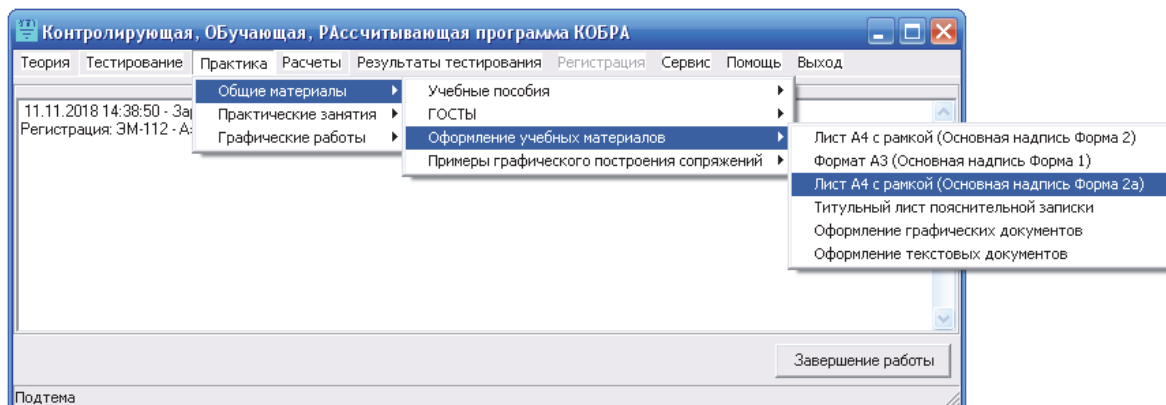 Контролирующая, ОБучающая, РАссчитывающая программа КОБРА
Теория Тестирование Практика Расчеты Результаты тестирования Регистрация Сервис Помощь Выход
Общие материалы
Практические занятия
Графические работы
Учебные пособия
ГОСТЫ
Оформление учебных материалов
Примеры графического построения сопряжений
Лист А4 с рамкой (Основная надпись Форма 2)
Формат А3 (Основная надпись Форма 1)
Лист А4 с рамкой (Основная надпись Форма 2а)
Титульный лист пояснительной записки
Оформление графических документов
Оформление текстовых документов
11.11.2018 14:38:50 -
Регистрация: ЭМ-112 -
Завершение работы
Подтема